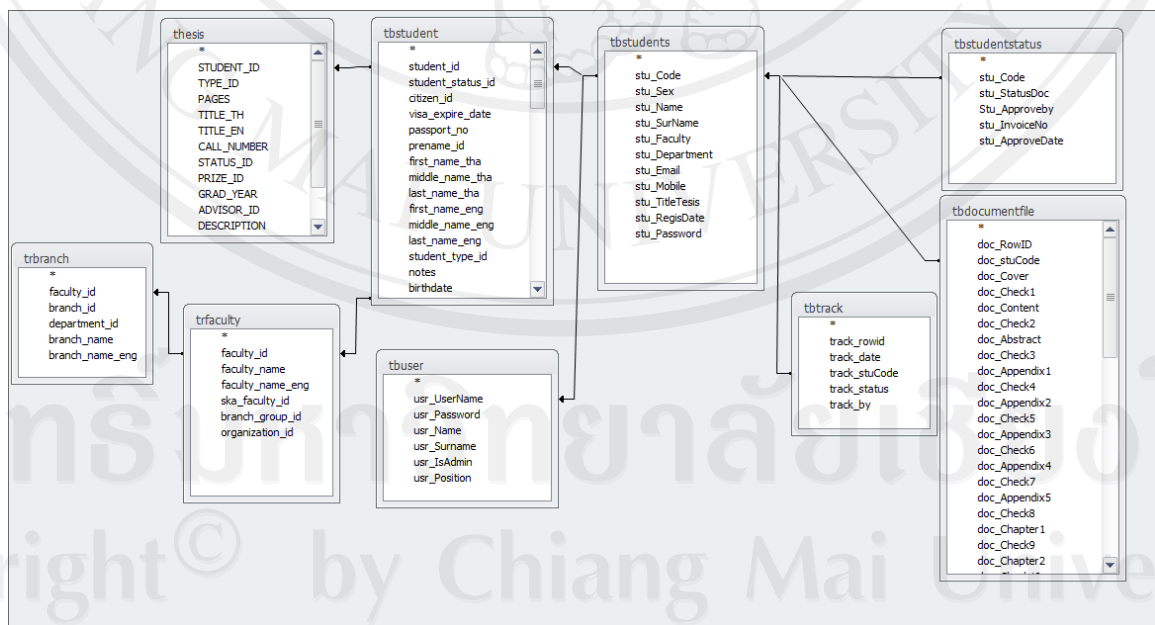 thesis
*
STUDENT_ID
TYPE_ID
PAGES
TITLE_TH
TITLE_EN
CALL_NUMBER
STATUS_ID
PRIZE_ID
GRAD_YEAR
ADVISOR_ID
DESCRIPTION
tbstudent
*
student_id
student_status_id
citizen_id
visa_expire_date
passport_no
prename_id
first_name_tha
middle_name_tha
last_name_tha
first_name_eng
middle_name_eng
last_name_eng
student_type_id
notes
birthdate
tbstudents
*
stu_Code
stu_Sex
stu_Name
stu_SurName
stu_Faculty
stu_Department
stu_Email
stu_Mobile
stu_TitleTesis
stu_RegisDate
stu_Password
tbstudentstatus
*
stu_Code
stu_StatusDoc
Stu_Approveby
stu_InvoiceNo
stu_ApproveDate
trbranch
*
faculty_id
branch_id
department_id
branch_name
branch_name_eng
trfaculty
*
faculty_id
faculty_name
faculty_name_eng
ska_faculty_id
branch_group_id
organization_id
tbuser
*
usr_UserName
usr_Password
usr_Name
usr_Surname
usr_IsAdmin
usr_Position
tbtrack
*
track_rowid
track_date
track_stuCode
track_status
track_by
tbdocumentfile
*
doc_RowID
doc_stuCode
doc_Cover
doc_Check1
doc_Content
doc_Check2
doc_Abstract
doc_Check3
doc_Appendix1
doc_Check4
doc_Appendix2
doc_Check5
doc_Appendix3
doc_Check6
doc_Appendix4
doc_Check7
doc_Appendix5
doc_Check8
doc_Chapter1
doc_Check9
doc_Chapter2
MAI UNIVERSITY
right© by Chiang Mai Unive